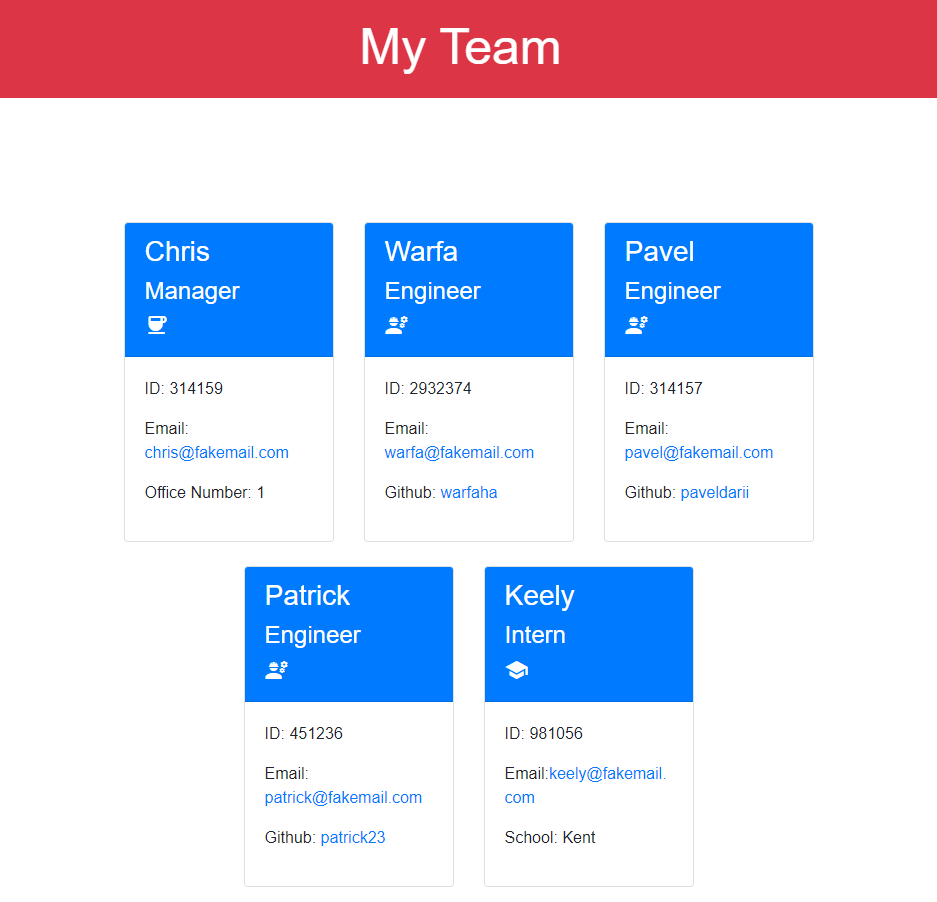 My Team
Chris
Manager
ID: 314159
Email:
chris@fakemail.com
Office Number: 1
Warfa
Engineer
ID: 2932374
Email:
warfa@fakemail.com
Github: warfaha
Pavel
Engineer
ID: 314157
Email:
pavel@fakemail.com
Github: paveldarii
Patrick
Engineer
ID: 451236
Email:
patrick@fakemail.com
Github: patrick23
Keely
Intern
ID: 981056
Email:keely@fakemail.
com
School: Kent